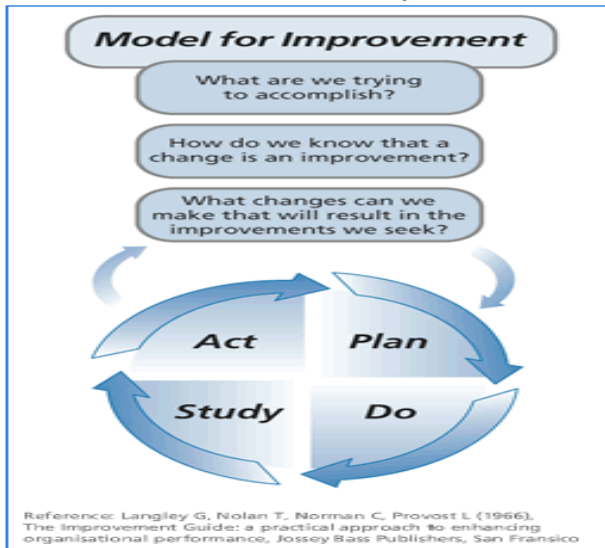 Model for Improvement
What are we trying
to accomplish?
How do we know that a
change is an improvement?
What changes can we
make that will result in the
improvements we seek?
Act
Plan
Study
Do
Reference: Langley G, Nolan T, Norman C, Provost L (1966),
The Improvement Guide: a practical approach to enhancing
organisational performance, Jossey Bass Publishers, San Fransico